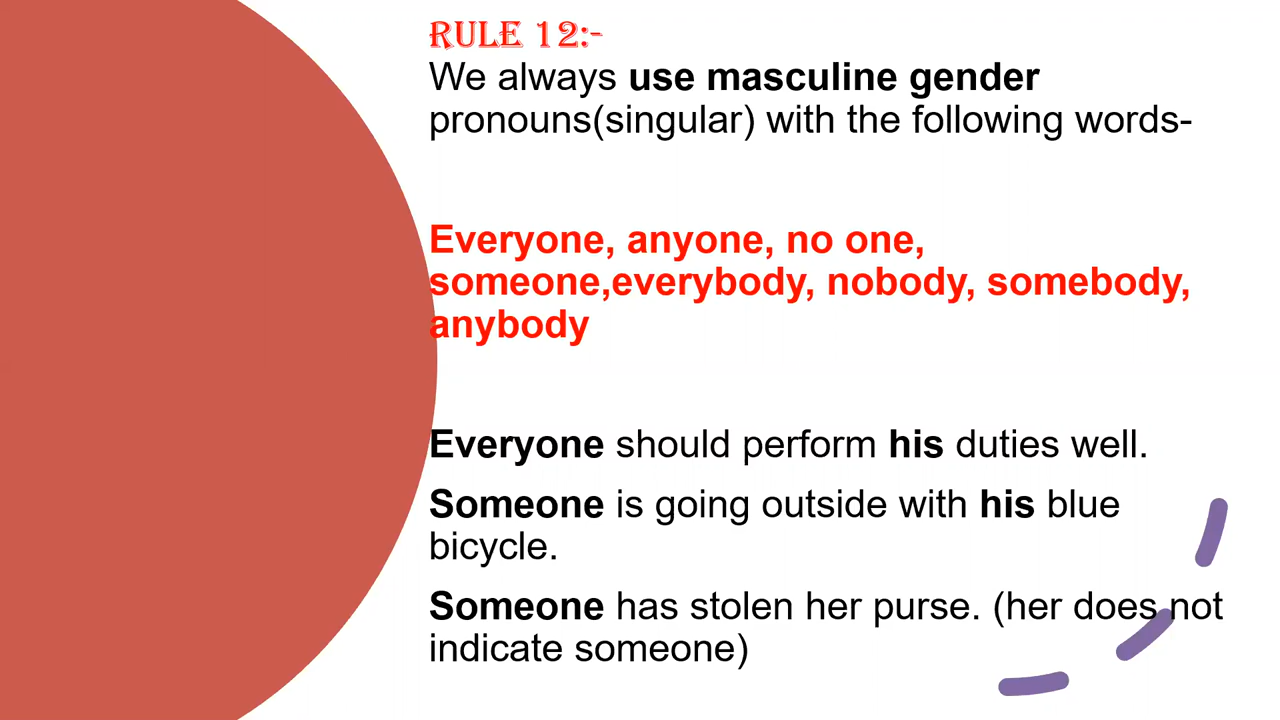 RULE 12:-
We always use masculine gender
pronouns(singular) with the following words-
Everyone, anyone, no one,
someone,everybody, nobody, somebody,
anybody
Everyone should perform his duties well.
Someone is going outside with his blue
bicycle.
Someone has stolen her purse. (her does not
indicate someone)